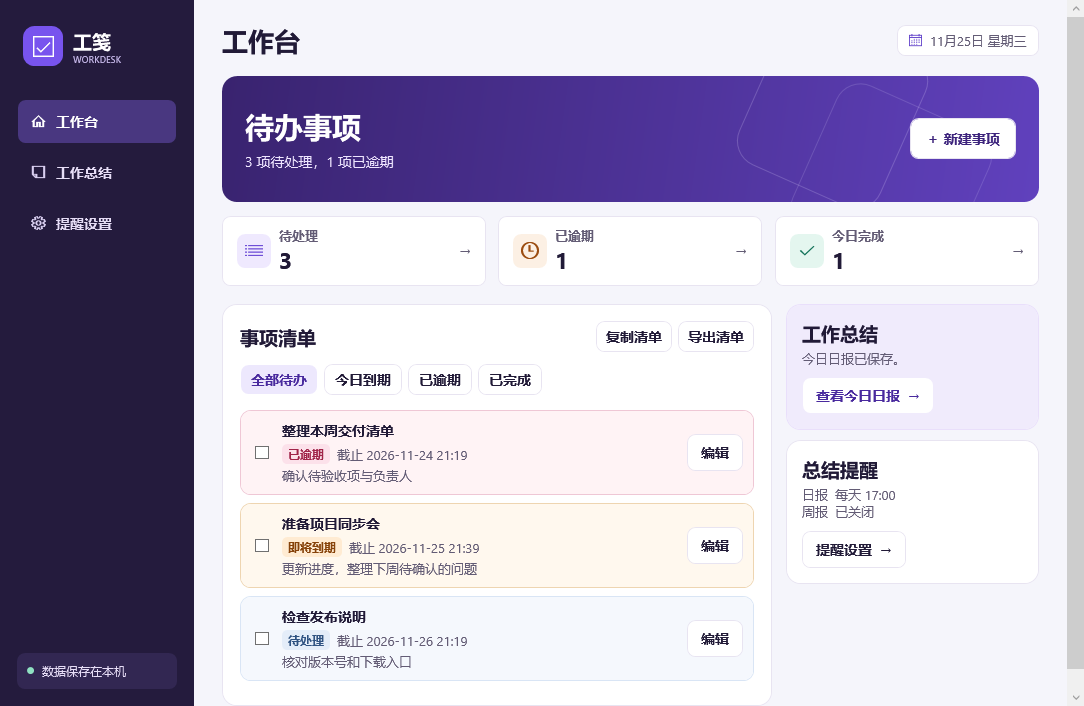 工笺
WORKDESK
工作台
工作总结
提醒设置
数据保存在本机
工作台
11月25日 星期三
待办事项
3 项待处理，1 项已逾期
+ 新建事项
待处理
3
→
已逾期
1
→
今日完成
1
→
事项清单
复制清单
导出清单
全部待办
今日到期
已逾期
已完成
整理本周交付清单
已逾期 截止 2026-11-24 21:19
确认待验收项与负责人
编辑
准备项目同步会
即将到期 截止 2026-11-25 21:39
更新进度，整理下周待确认的问题
编辑
检查发布说明
待处理 截止 2026-11-26 21:19
核对版本号和下载入口
编辑
工作总结
今日日报已保存。
查看今日日报 →
总结提醒
日报 每天 17:00
周报 已关闭
提醒设置 →